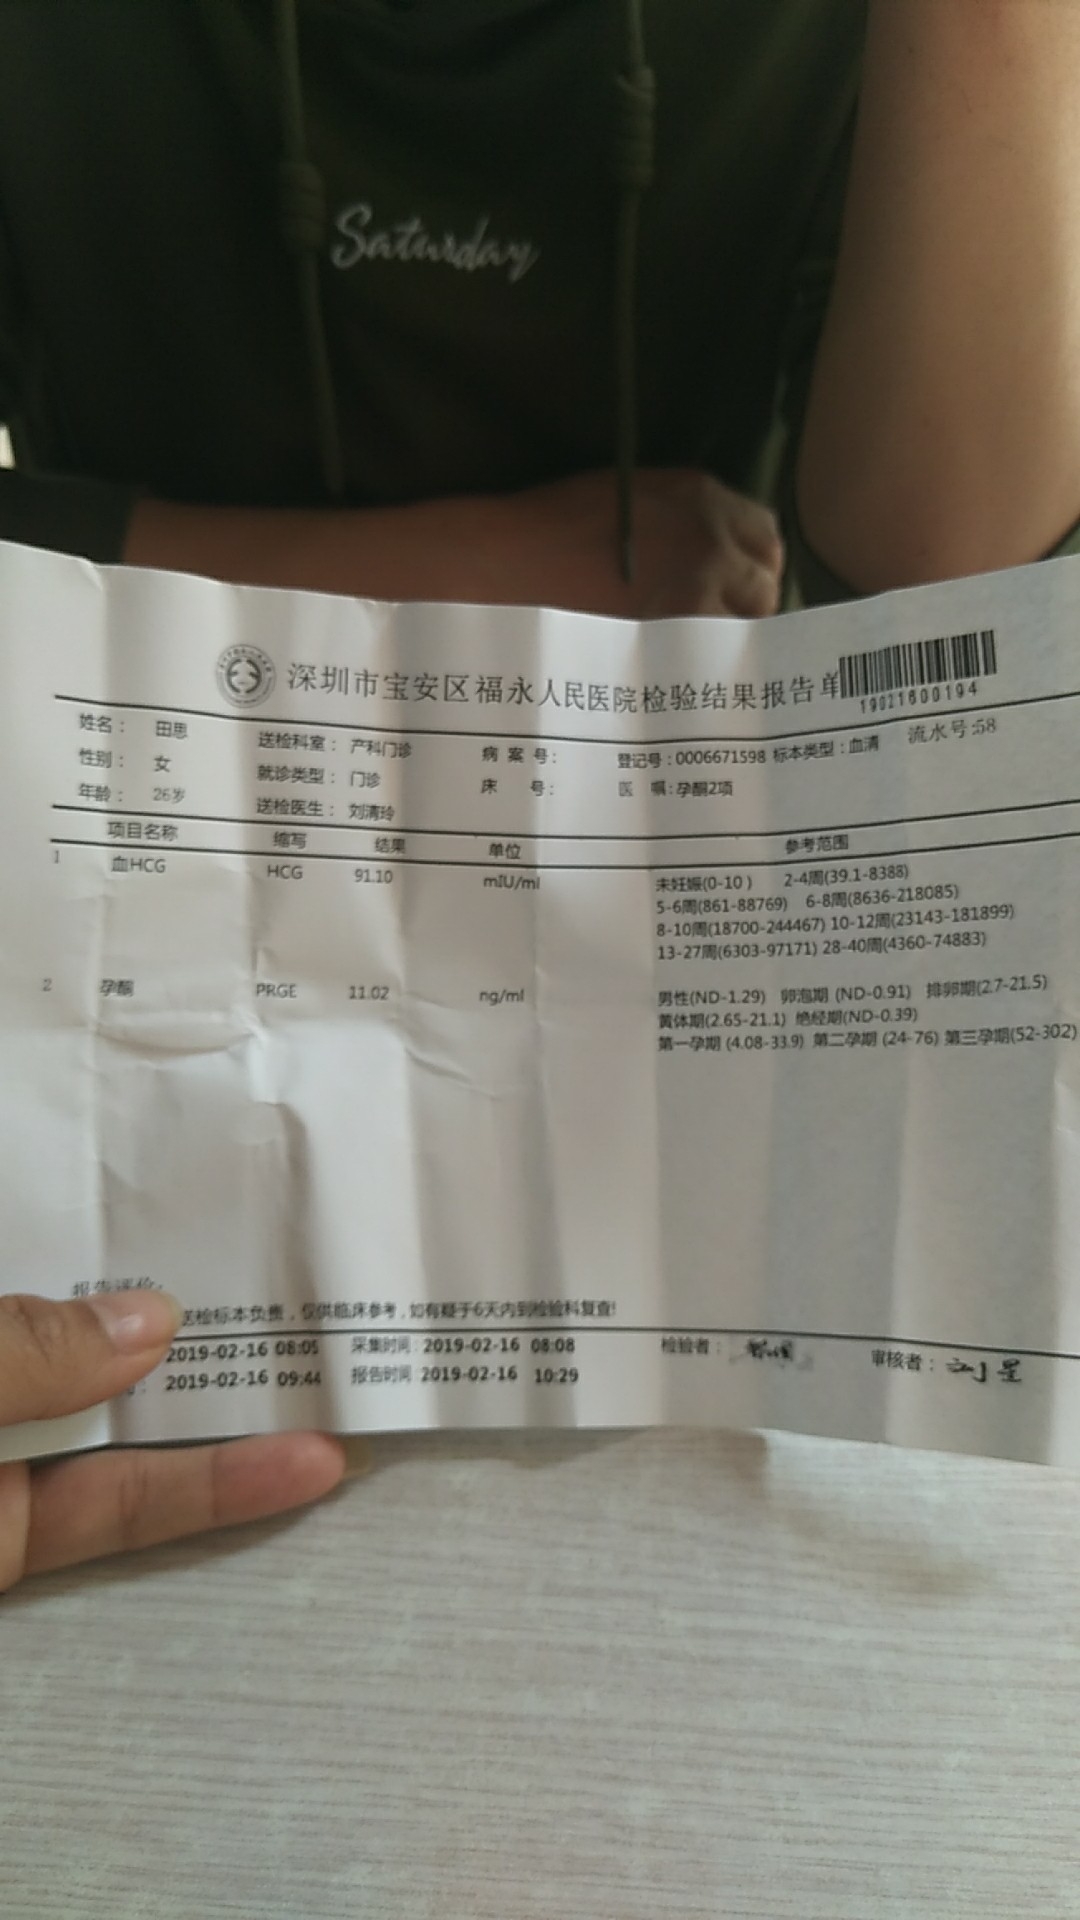 Saturday
深圳市宝安区福永人民医院检验结果报告单
19021600194
姓名： 田思 送检科室： 产科门诊 病案号： 登记号：0006671598 标本类型：血清 流水号:58
性别： 女 就诊类型： 门诊 床号： 医嘱：孕酮2项
年龄： 26岁 送检医生： 刘清玲
项目名称 缩写 结果 单位 参考范围
1 血HCG HCG 91.10 mIU/ml 未妊娠(0-10) 2-4周(39.1-8388)
5-6周(861-88769) 6-8周(8636-218085)
8-10周(18700-244467) 10-12周(23143-181899)
13-27周(6303-97171) 28-40周(4360-74883)
2 孕酮 PRGE 11.02 ng/ml 男性(ND-1.29) 卵泡期 (ND-0.91) 排卵期(2.7-21.5)
黄体期(2.65-21.1) 绝经期(ND-0.39)
第一孕期 (4.08-33.9) 第二孕期 (24-76) 第三孕期(52-302)
报告评价：
送检标本负责，仅供临床参考，如有疑于6天内到检验科复查!
2019-02-16 08:05 采集时间：2019-02-16 08:08 检验者： 审核者：
2019-02-16 09:44 报告时间 2019-02-16 10:29